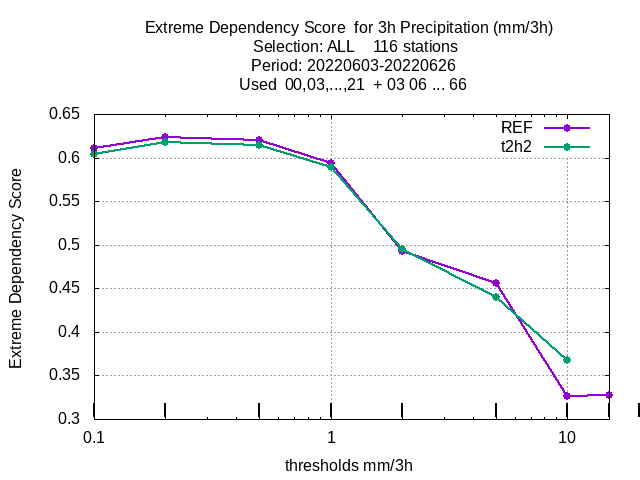 Extreme Dependency Score  for 3h Precipitation (mm/3h)
Selection: ALL    116 stations
Period: 20220603-20220626
Used  00,03,...,21  + 03 06 ... 66
REF
t2h2
0.65
0.6
0.55
0.5
0.45
0.4
0.35
0.3
Extreme Dependency Score
0.1
1
10
thresholds mm/3h